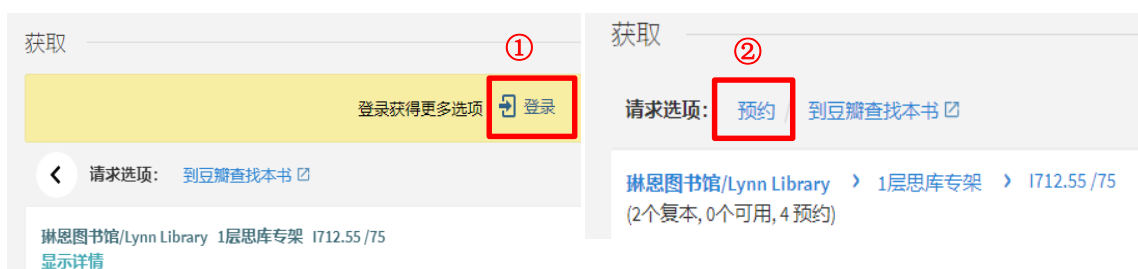 获取
①
登录获得更多选项 登录
请求选项： 到豆瓣查找本书
琳恩图书馆/Lynn Library 1层思库专架 I712.55 /75
显示详情
获取
②
请求选项： 预约 / 到豆瓣查找本书
琳恩图书馆/Lynn Library > 1层思库专架 > I712.55 /75
(2个复本, 0个可用, 4 预约)